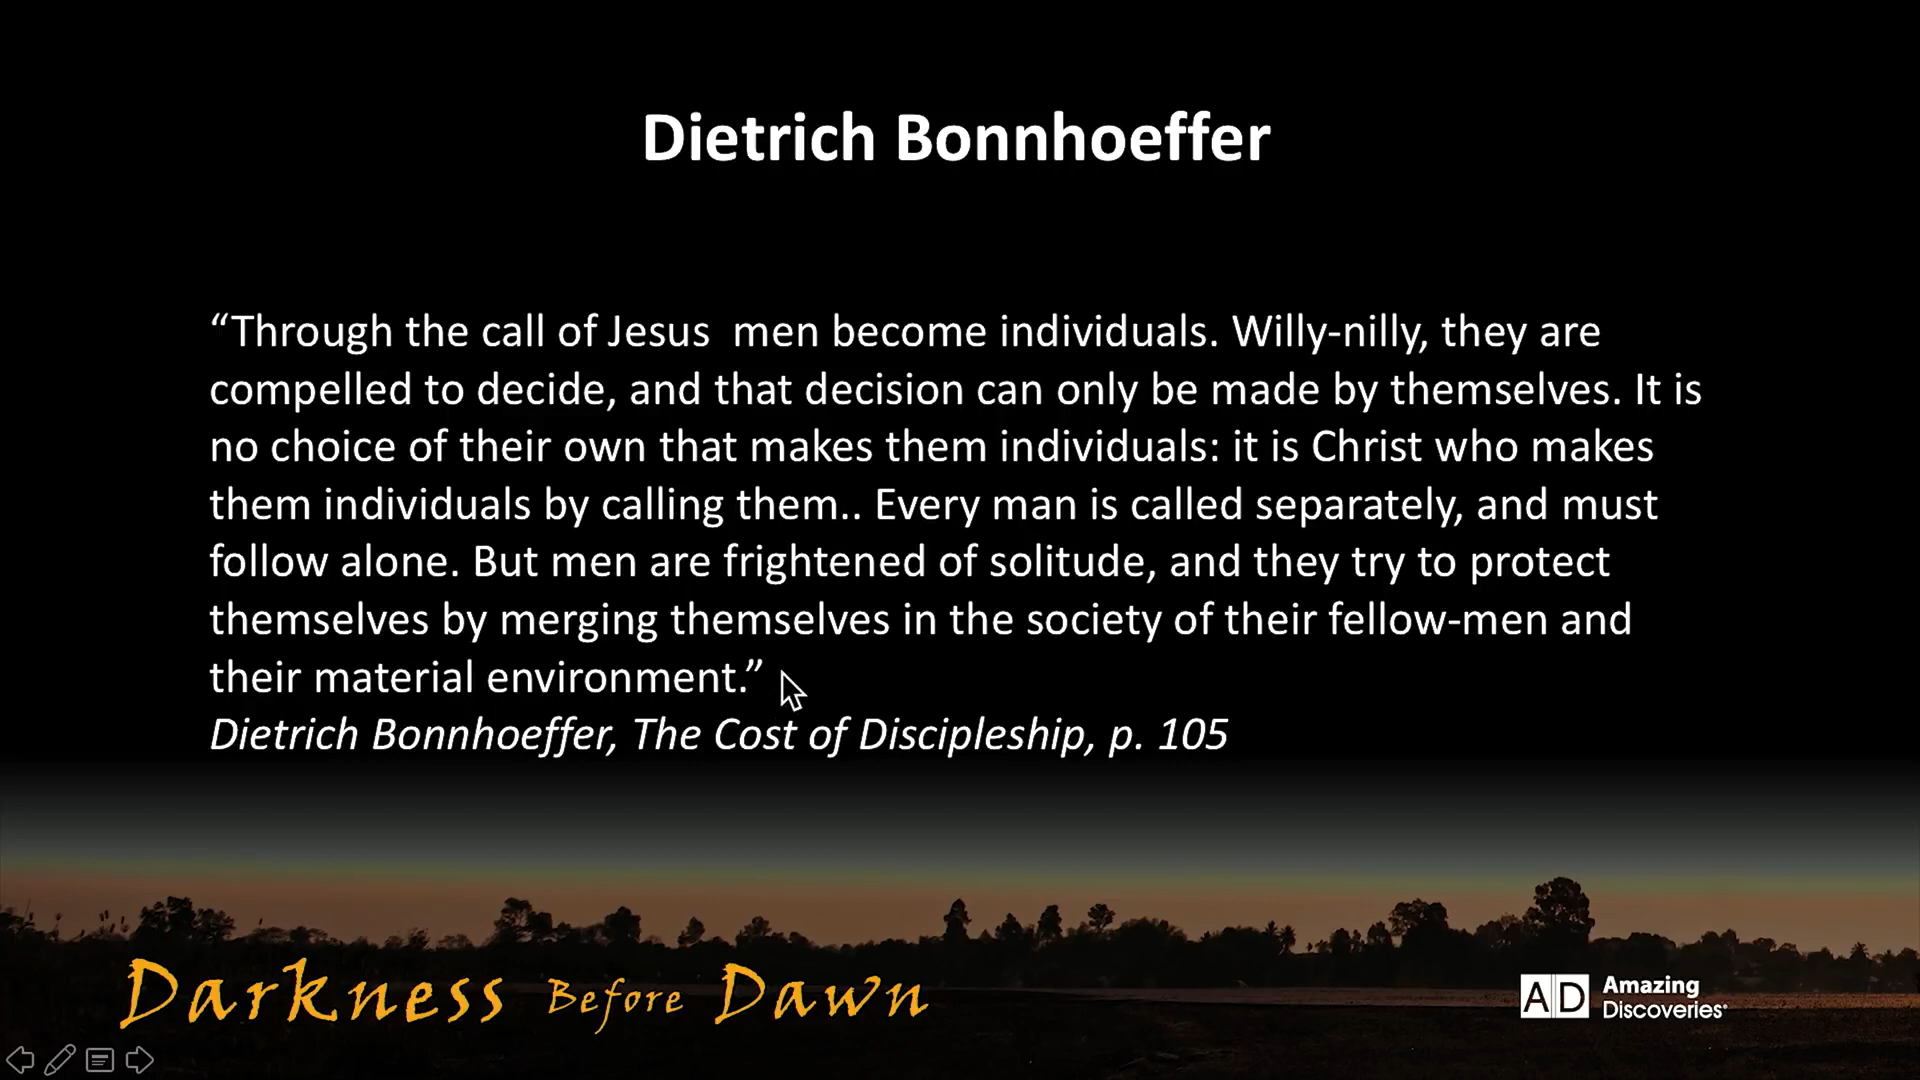 Dietrich Bonnhoeffer
“Through the call of Jesus  men become individuals. Willy-nilly, they are
compelled to decide, and that decision can only be made by themselves. It is
no choice of their own that makes them individuals: it is Christ who makes
them individuals by calling them.. Every man is called separately, and must
follow alone. But men are frightened of solitude, and they try to protect
themselves by merging themselves in the society of their fellow-men and
their material environment.”
Dietrich Bonnhoeffer, The Cost of Discipleship, p. 105
Darkness Before Dawn
AD Amazing
Discoveries